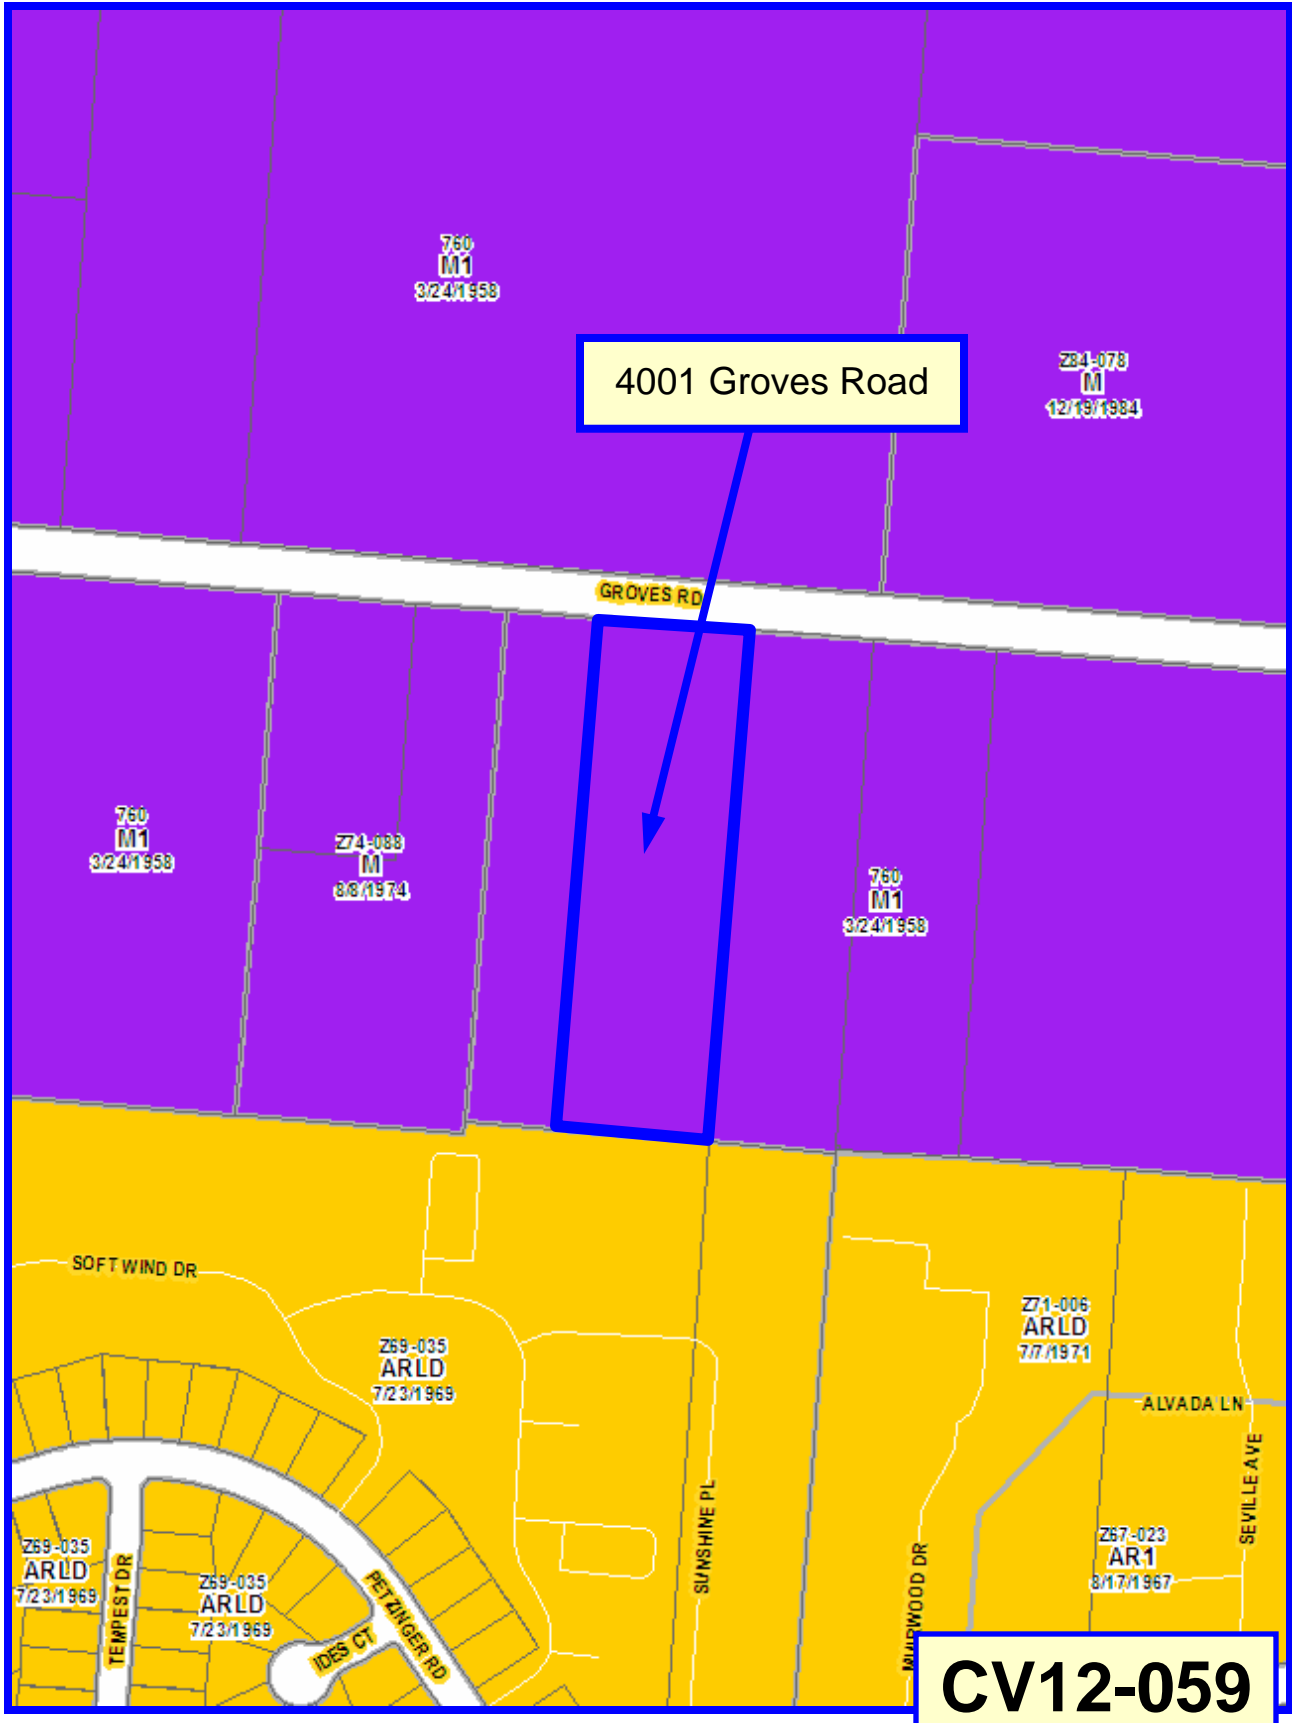 760
M1
3/24/1958
4001 Groves Road
Z84-078
M
12/19/1984
GROVES RD
760
M1
3/24/1958
Z74-088
M
8/8/1974
760
M1
3/24/1958
SOFTWIND DR
Z69-035
ARLD
7/23/1969
Z71-006
ARLD
7/7/1971
ALVADA LN
SEVILLE AVE
SUNSHINE PL
Z69-035
ARLD
7/23/1969
TEMPEST DR
Z69-035
ARLD
7/23/1969
IDES CT
PETZINGER RD
MUIRWOOD DR
Z67-023
AR1
8/17/1967
CV12-059